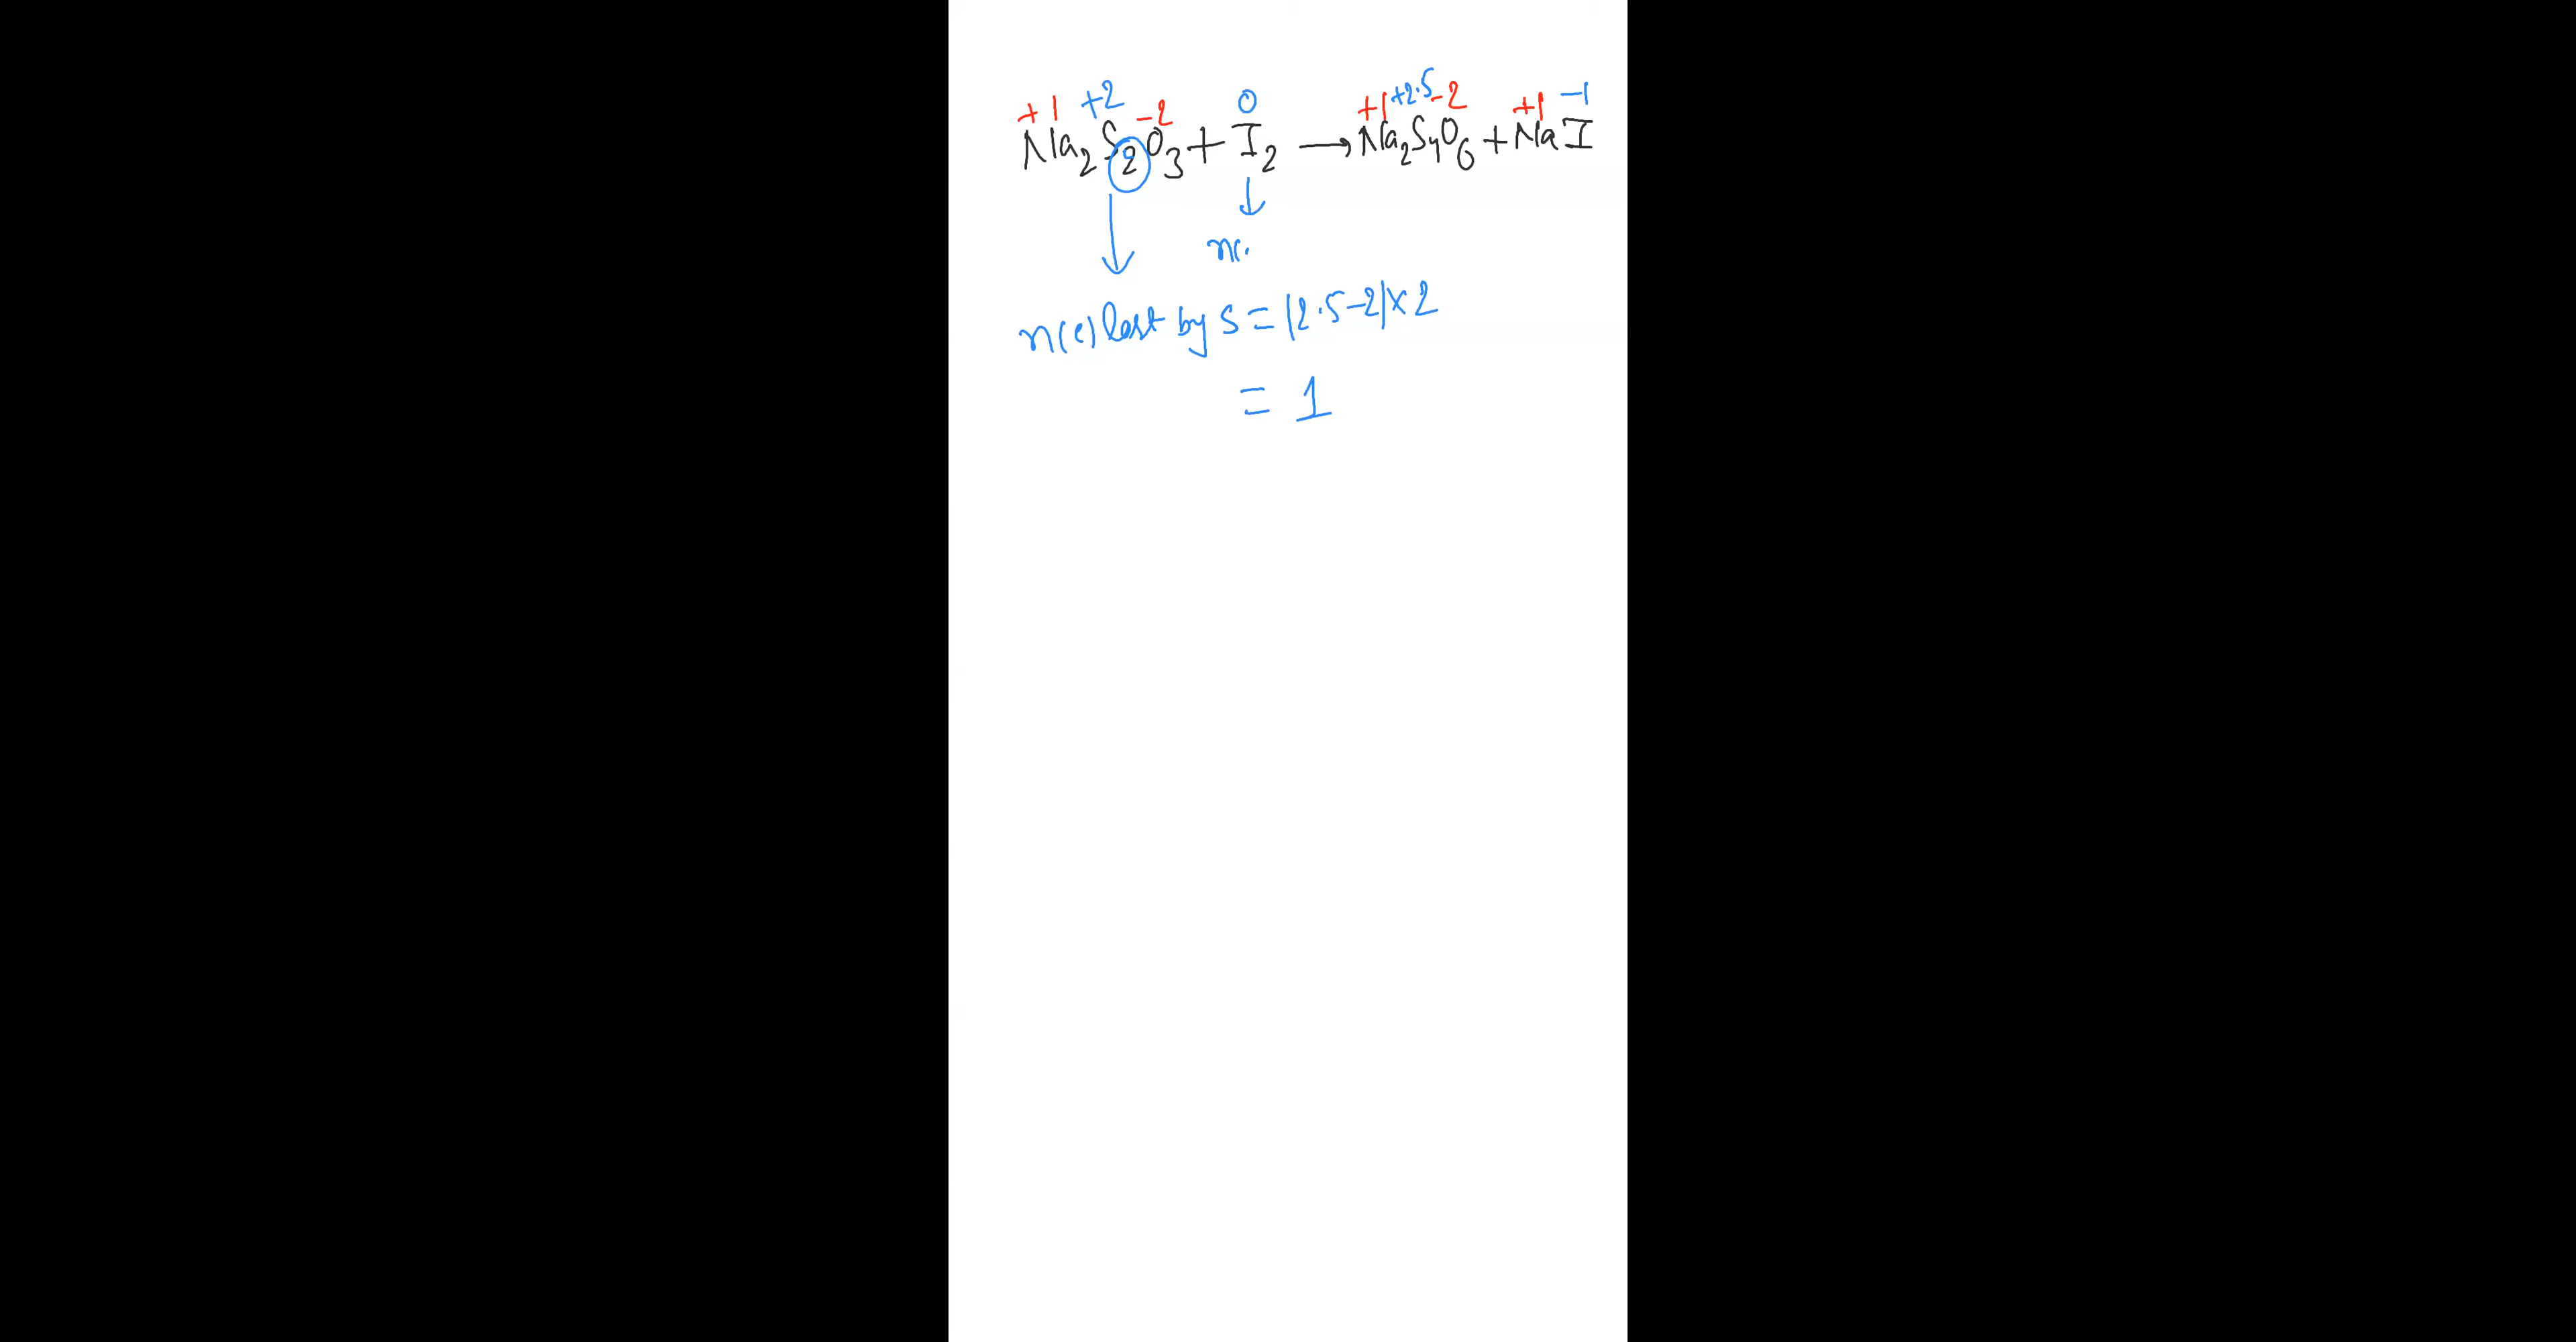 +1 +2 -2 0 +1 +2.5 -2 +1 -1
Na₂S₂O₃ + I₂ → Na₂S₄O₆ + NaI
↓ ↓
n(.
n(e) lost by S = |2.5-2|×2
= 1